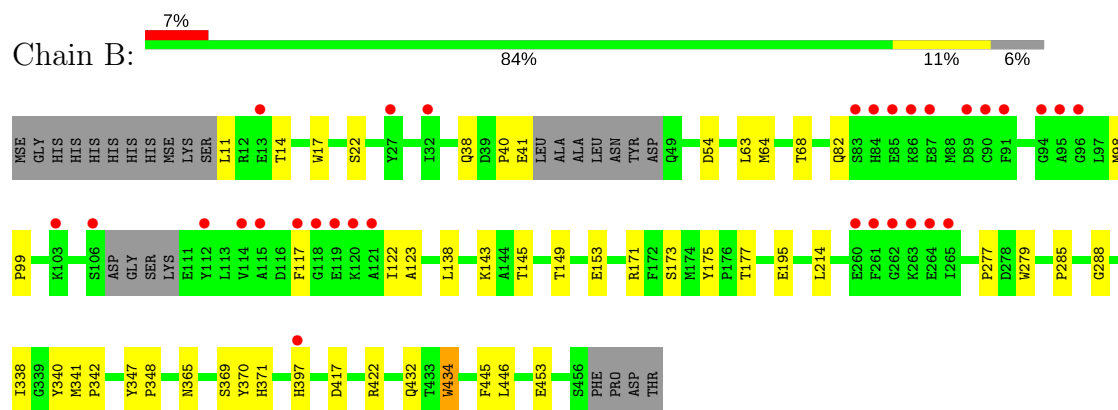 7%
Chain B:
84% 11% 6%
MSE GLY HIS HIS HIS HIS HIS HIS MSE LYS SER L11 R12 E13 T14 W17 S22 Y27 I32 Q38 D39 P40 E41 LEU ALA ALA LEU ASN TYR ASP Q49 D54 L63 M64 T68 Q82 S83 H84 E85 K86 E87 M88 D89 C90 F91 G94 A95 G96 L97 M98
P99 K103 S106 ASP GLY SER LYS E111 Y112 L113 V114 A115 D116 F117 G118 E119 K120 A121 I122 A123 L138 K143 A144 T145 T149 E153 R171 F172 S173 M174 Y175 P176 T177 E195 L214 E260 F261 G262 K263 E264 I265 P277 D278 W279 P285 G288
I338 G339 Y340 M341 P342 Y347 P348 N365 S369 Y370 H371 H397 D417 R422 Q432 T433 W434 F445 L446 E453 S456 PHE PRO ASP THR